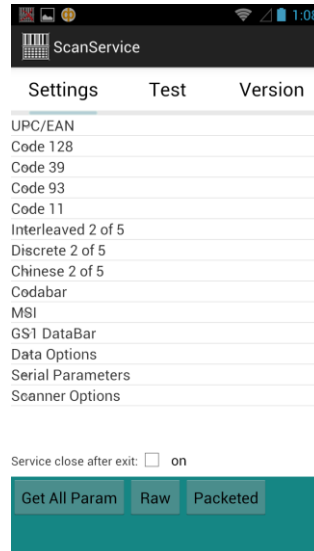 1:08
ScanService
Settings Test Version
UPC/EAN
Code 128
Code 39
Code 93
Code 11
Interleaved 2 of 5
Discrete 2 of 5
Chinese 2 of 5
Codabar
MSI
GS1 DataBar
Data Options
Serial Parameters
Scanner Options
Service close after exit: on
Get All Param Raw Packeted